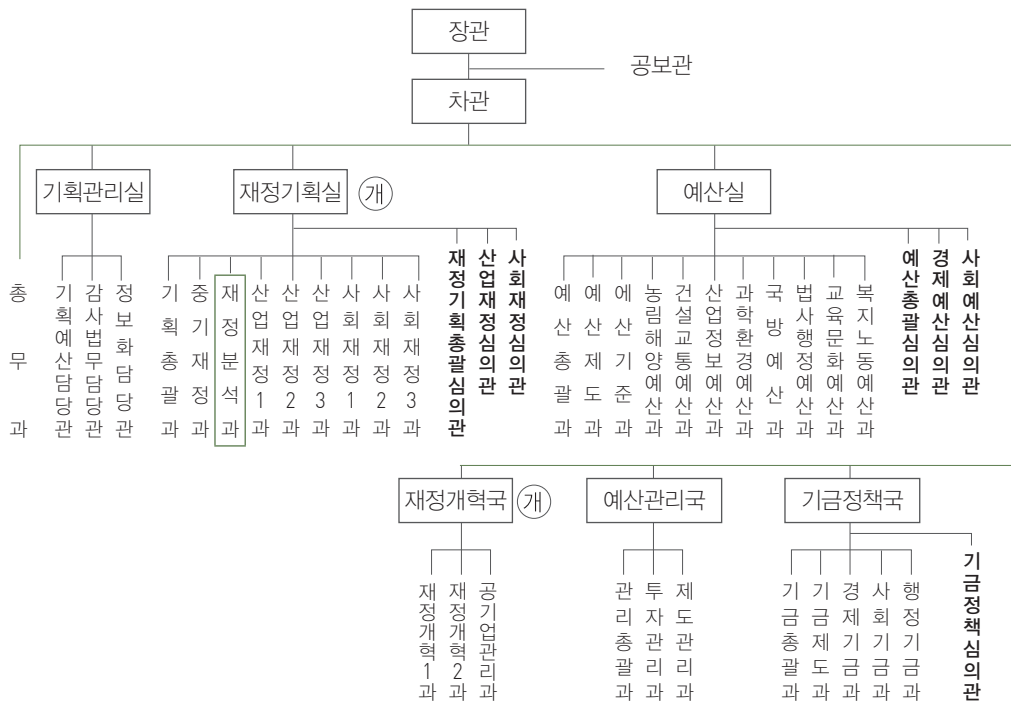 장관
공보관
차관
기획관리실
재정기획실
개
예산실
총무과
기획예산담당관
감사법무담당관
정보화담당관
기획총괄과
중기재정과
재정분석과
산업재정1과
산업재정2과
산업재정3과
사회재정1과
사회재정2과
사회재정3과
재정기획총괄심의관
산업재정심의관
사회재정심의관
예산총괄과
예산제도과
에산기준과
농림해양예산과
건설교통예산과
산업정보예산과
과학환경예산과
국방예산과
법사행정예산과
교육문화예산과
복지노동예산과
예산총괄심의관
경제예산심의관
사회예산심의관
재정개혁국
개
예산관리국
기금정책국
재정개혁1과
재정개혁2과
공기업관리과
관리총괄과
투자관리과
제도관리과
기금총괄과
기금제도과
경제기금과
사회기금과
행정기금과
기금정책심의관